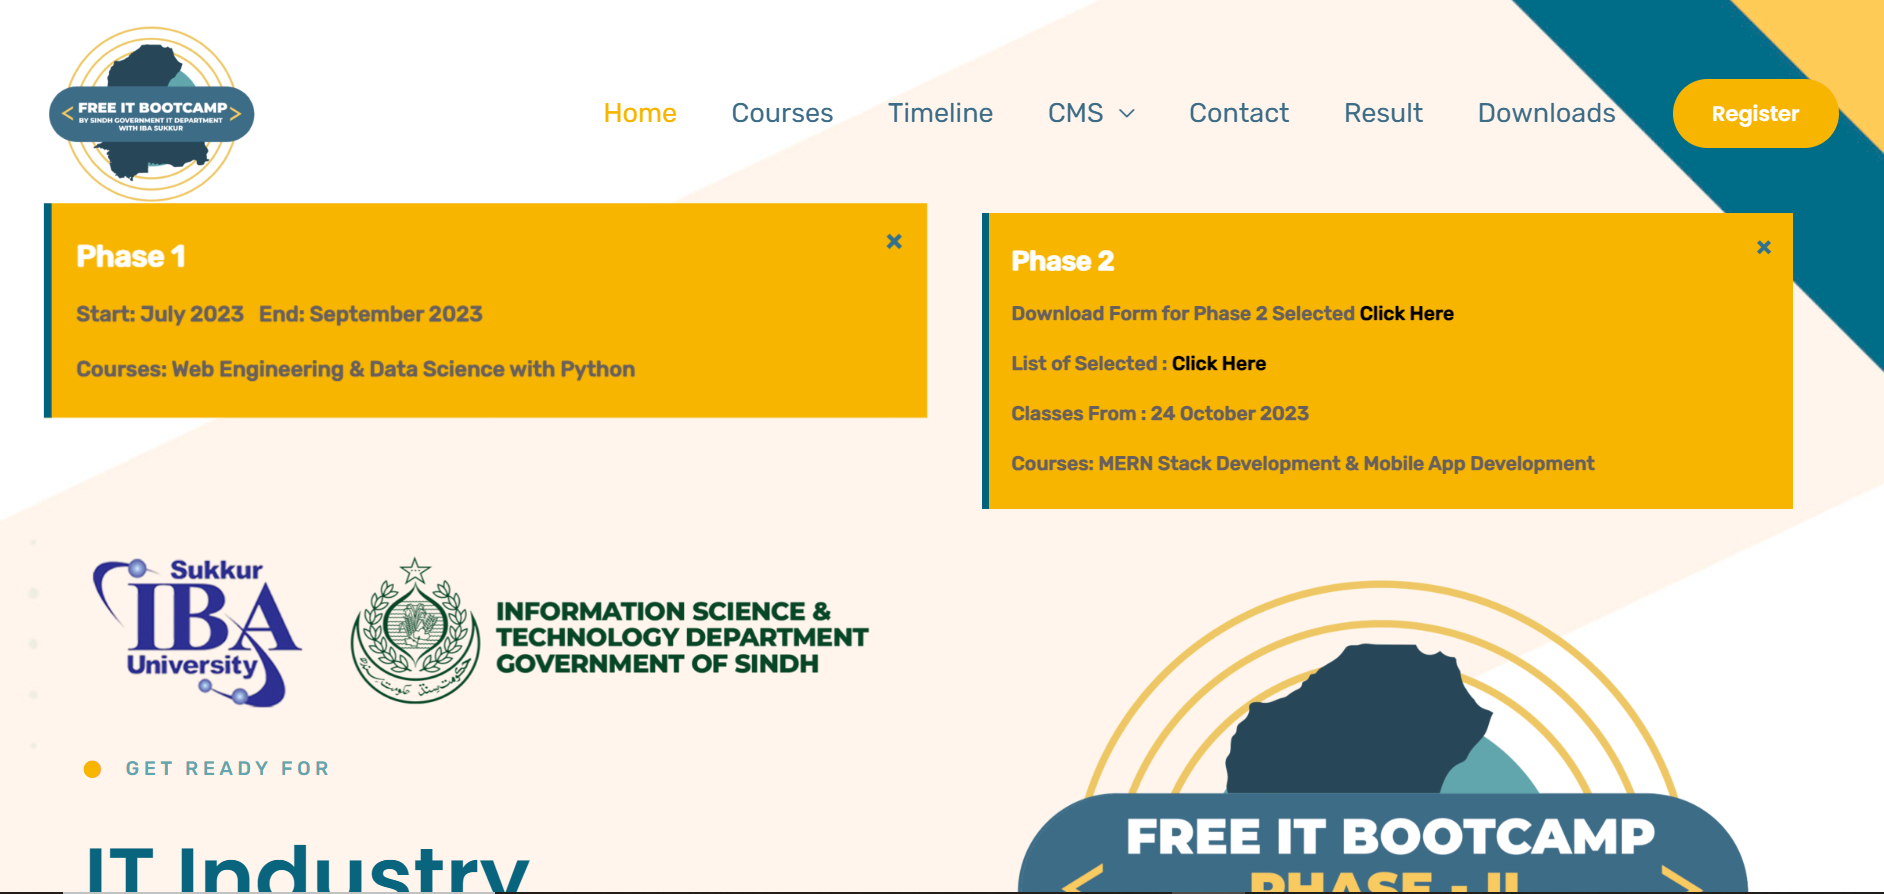 FREE IT BOOTCAMP
BY SINDH GOVERNMENT IT DEPARTMENT
WITH IBA SUKKUR
Home Courses Timeline CMS Contact Result Downloads Register
Phase 1
Start: July 2023 End: September 2023
Courses: Web Engineering & Data Science with Python
Phase 2
Download Form for Phase 2 Selected Click Here
List of Selected : Click Here
Classes From : 24 October 2023
Courses: MERN Stack Development & Mobile App Development
Sukkur
IBA
University
INFORMATION SCIENCE &
TECHNOLOGY DEPARTMENT
GOVERNMENT OF SINDH
GET READY FOR
IT Industry
FREE IT BOOTCAMP
PHASE - II